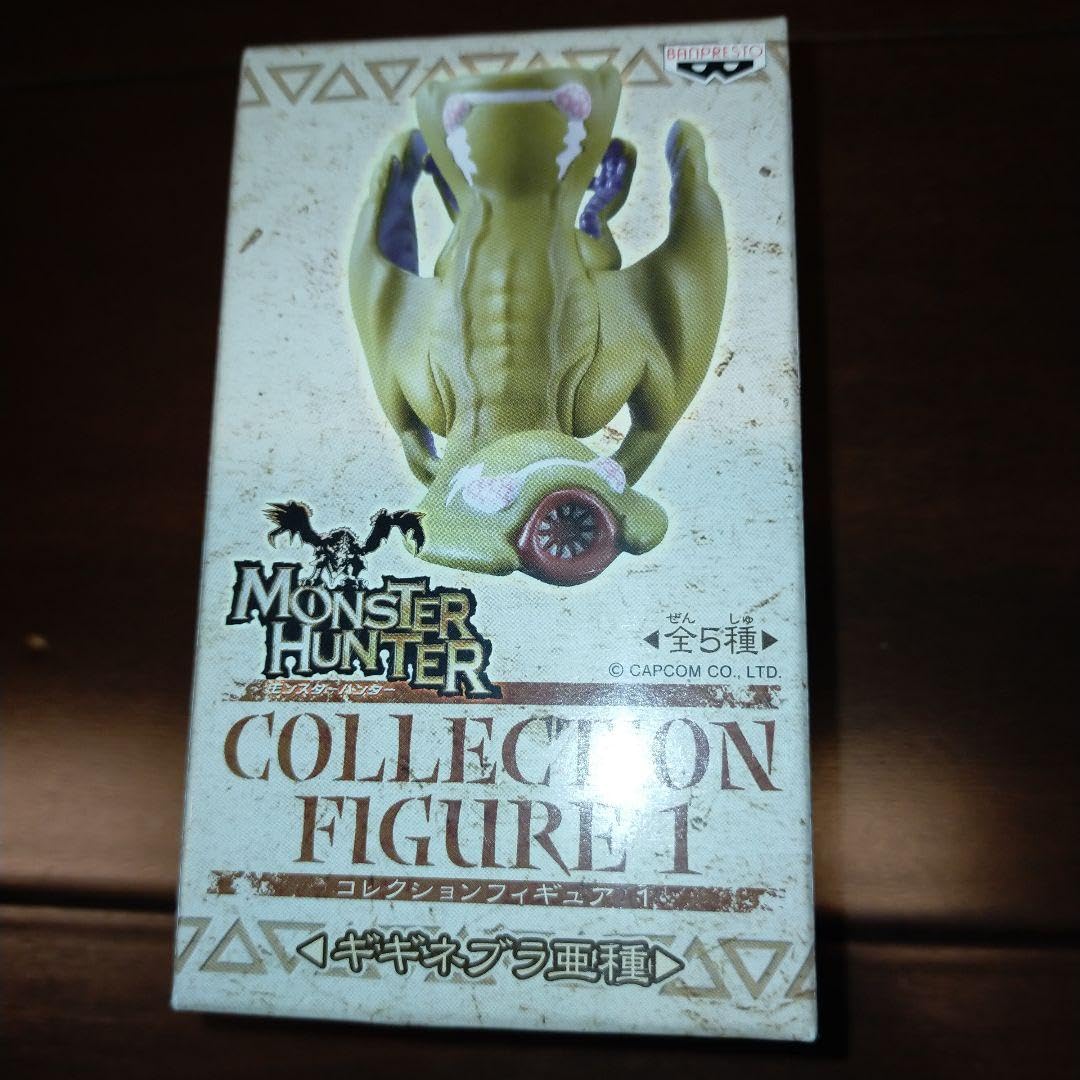 BANPRESTO
MONSTER
HUNTER
モンスターハンター
ぜん しゅ
全5種
© CAPCOM CO., LTD.
COLLECTION
FIGURE 1
コレクションフィギュア 1
ギギネブラ亜種